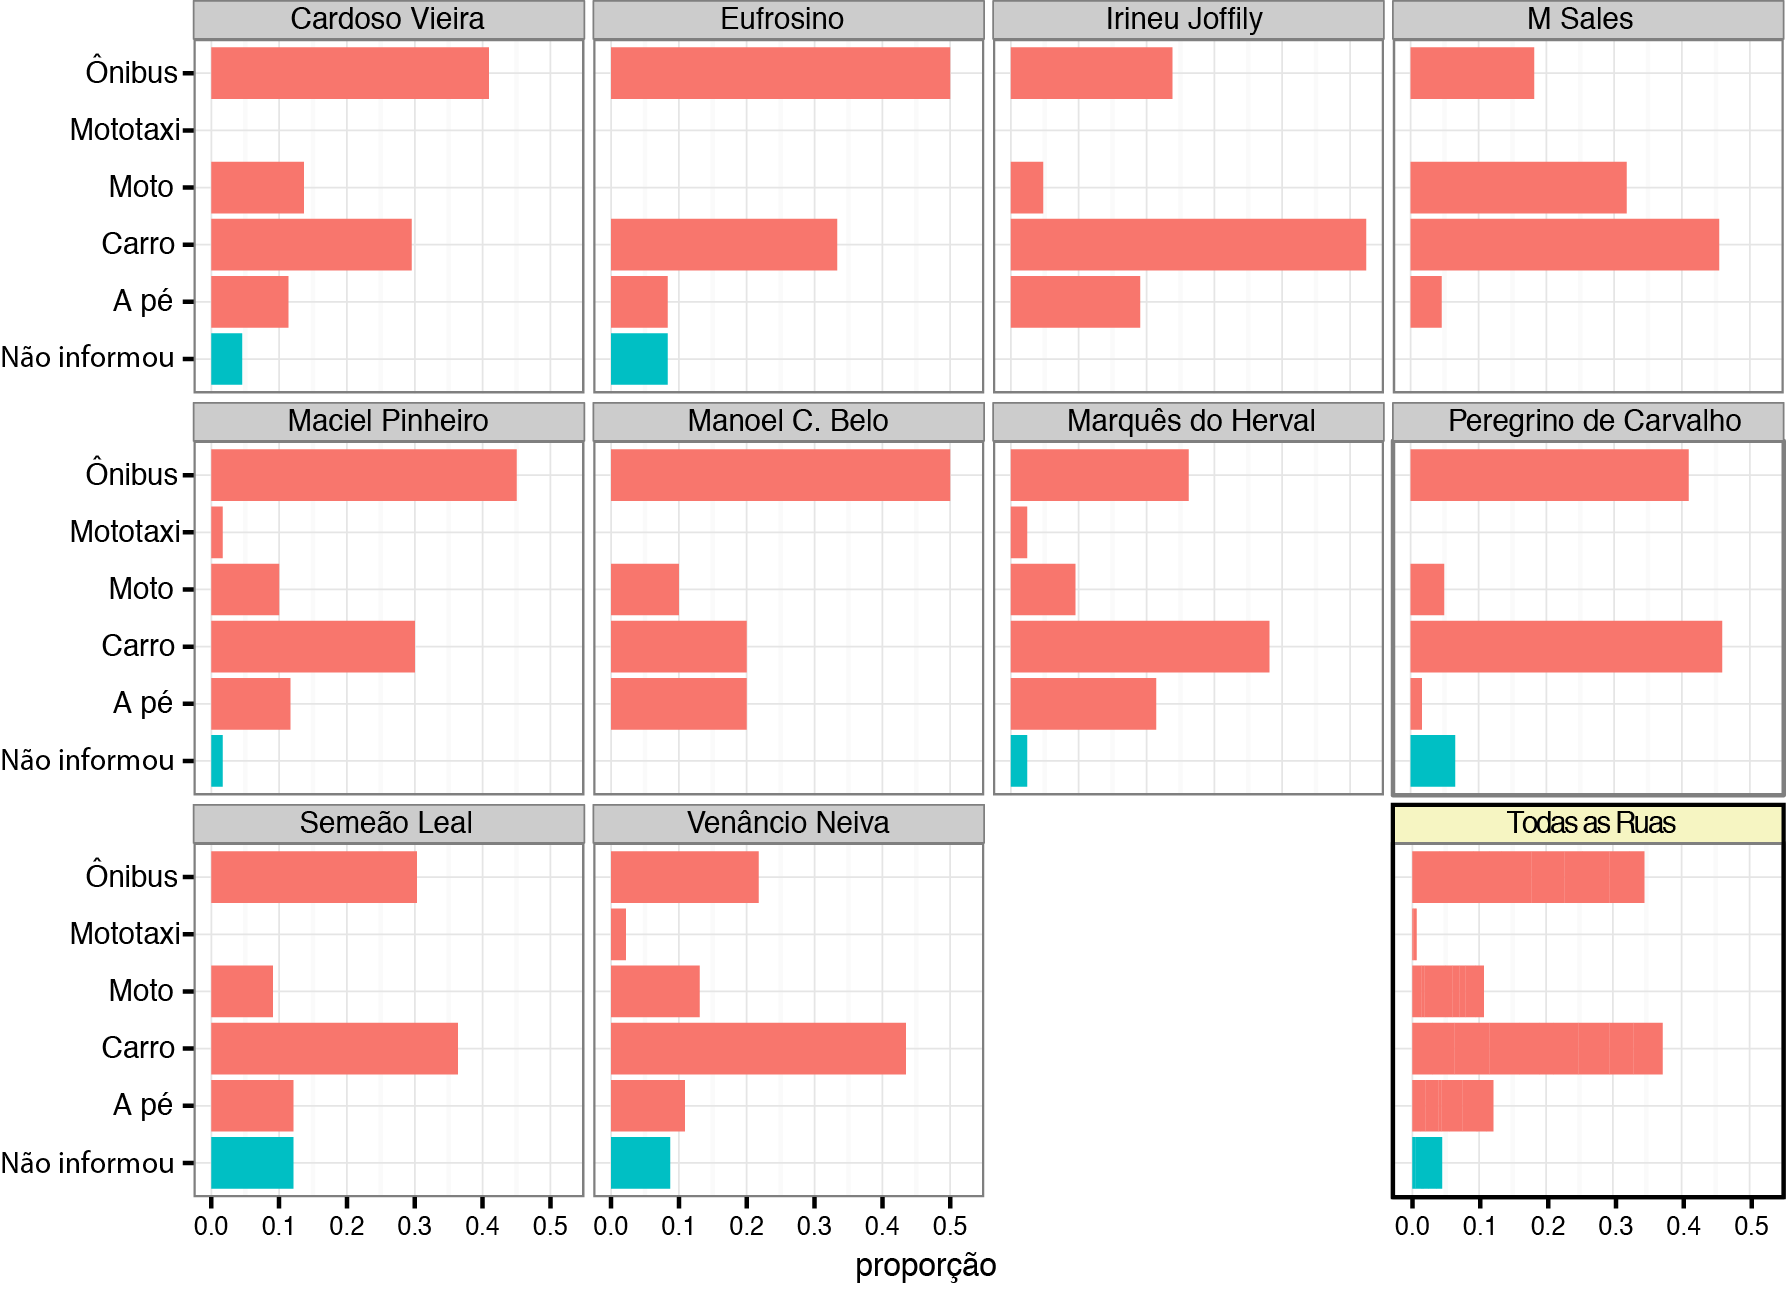 Cardoso Vieira Eufrosino Irineu Joffily M Sales
Ônibus
Mototaxi
Moto
Carro
A pé
Não informou
Maciel Pinheiro Manoel C. Belo Marquês do Herval Peregrino de Carvalho
Ônibus
Mototaxi
Moto
Carro
A pé
Não informou
Semeão Leal Venâncio Neiva Todas as Ruas
Ônibus
Mototaxi
Moto
Carro
A pé
Não informou
0.0 0.1 0.2 0.3 0.4 0.5 0.0 0.1 0.2 0.3 0.4 0.5 0.0 0.1 0.2 0.3 0.4 0.5
proporção